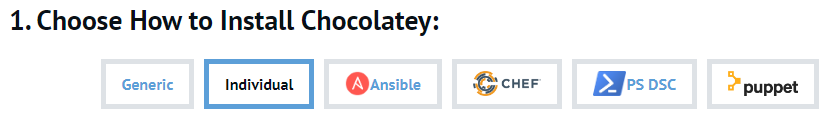 1. Choose How to Install Chocolatey:
Generic Individual Ansible CHEF PS DSC puppet